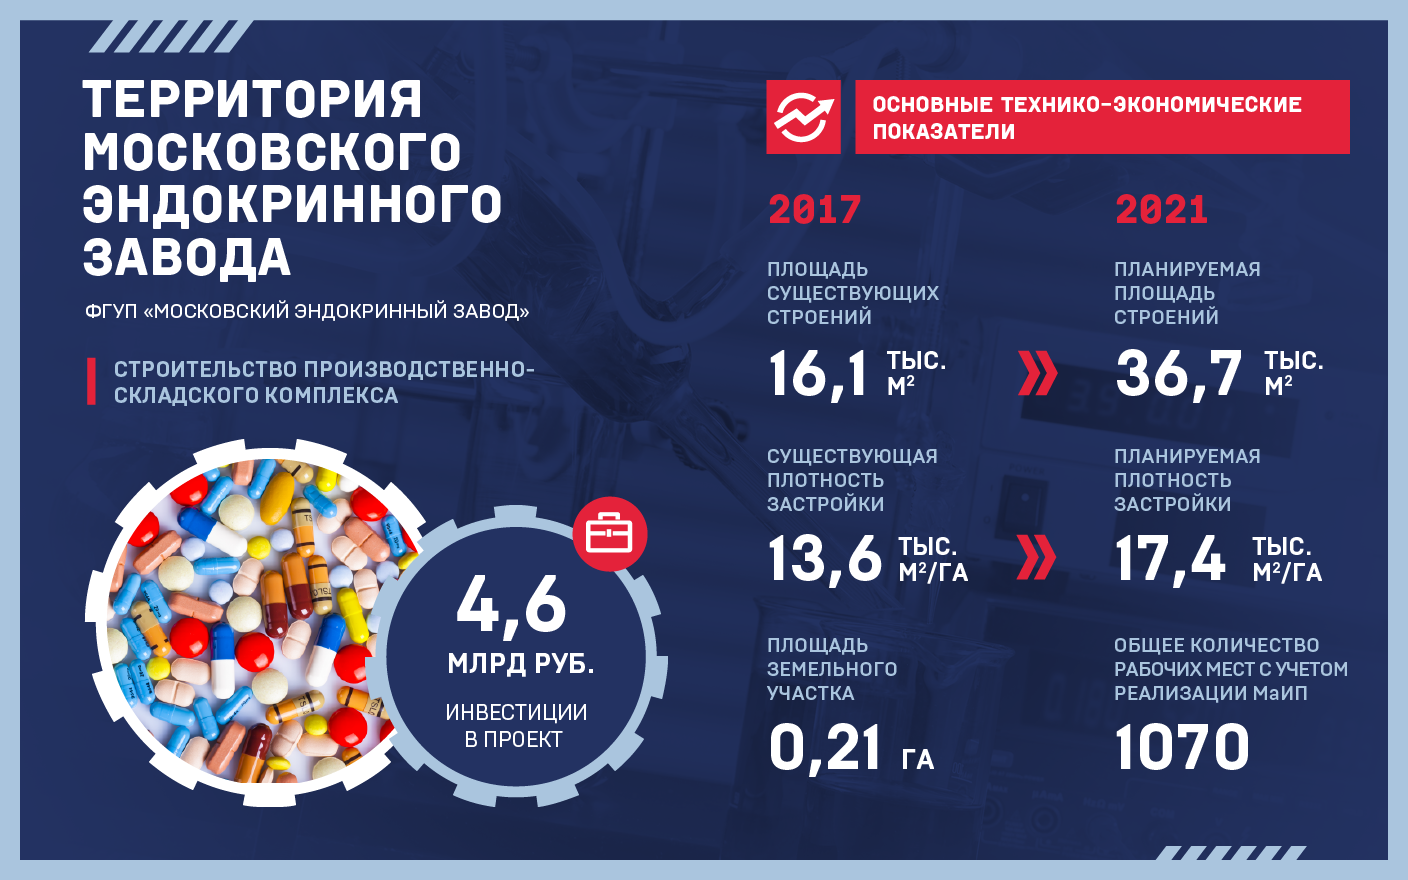 ТЕРРИТОРИЯ
МОСКОВСКОГО
ЭНДОКРИННОГО
ЗАВОДА
ФГУП «МОСКОВСКИЙ ЭНДОКРИННЫЙ ЗАВОД»
СТРОИТЕЛЬСТВО ПРОИЗВОДСТВЕННО-
СКЛАДСКОГО КОМПЛЕКСА
4,6
МЛРД РУБ.
ИНВЕСТИЦИИ
В ПРОЕКТ
ОСНОВНЫЕ ТЕХНИКО-ЭКОНОМИЧЕСКИЕ
ПОКАЗАТЕЛИ
2017
ПЛОЩАДЬ
СУЩЕСТВУЮЩИХ
СТРОЕНИЙ
16,1 ТЫС.
М²
СУЩЕСТВУЮЩАЯ
ПЛОТНОСТЬ
ЗАСТРОЙКИ
13,6 ТЫС.
М²/ГА
ПЛОЩАДЬ
ЗЕМЕЛЬНОГО
УЧАСТКА
0,21 ГА
2021
ПЛАНИРУЕМАЯ
ПЛОЩАДЬ
СТРОЕНИЙ
36,7 ТЫС.
М²
ПЛАНИРУЕМАЯ
ПЛОТНОСТЬ
ЗАСТРОЙКИ
17,4 ТЫС.
М²/ГА
ОБЩЕЕ КОЛИЧЕСТВО
РАБОЧИХ МЕСТ С УЧЕТОМ
РЕАЛИЗАЦИИ МаИП
1070